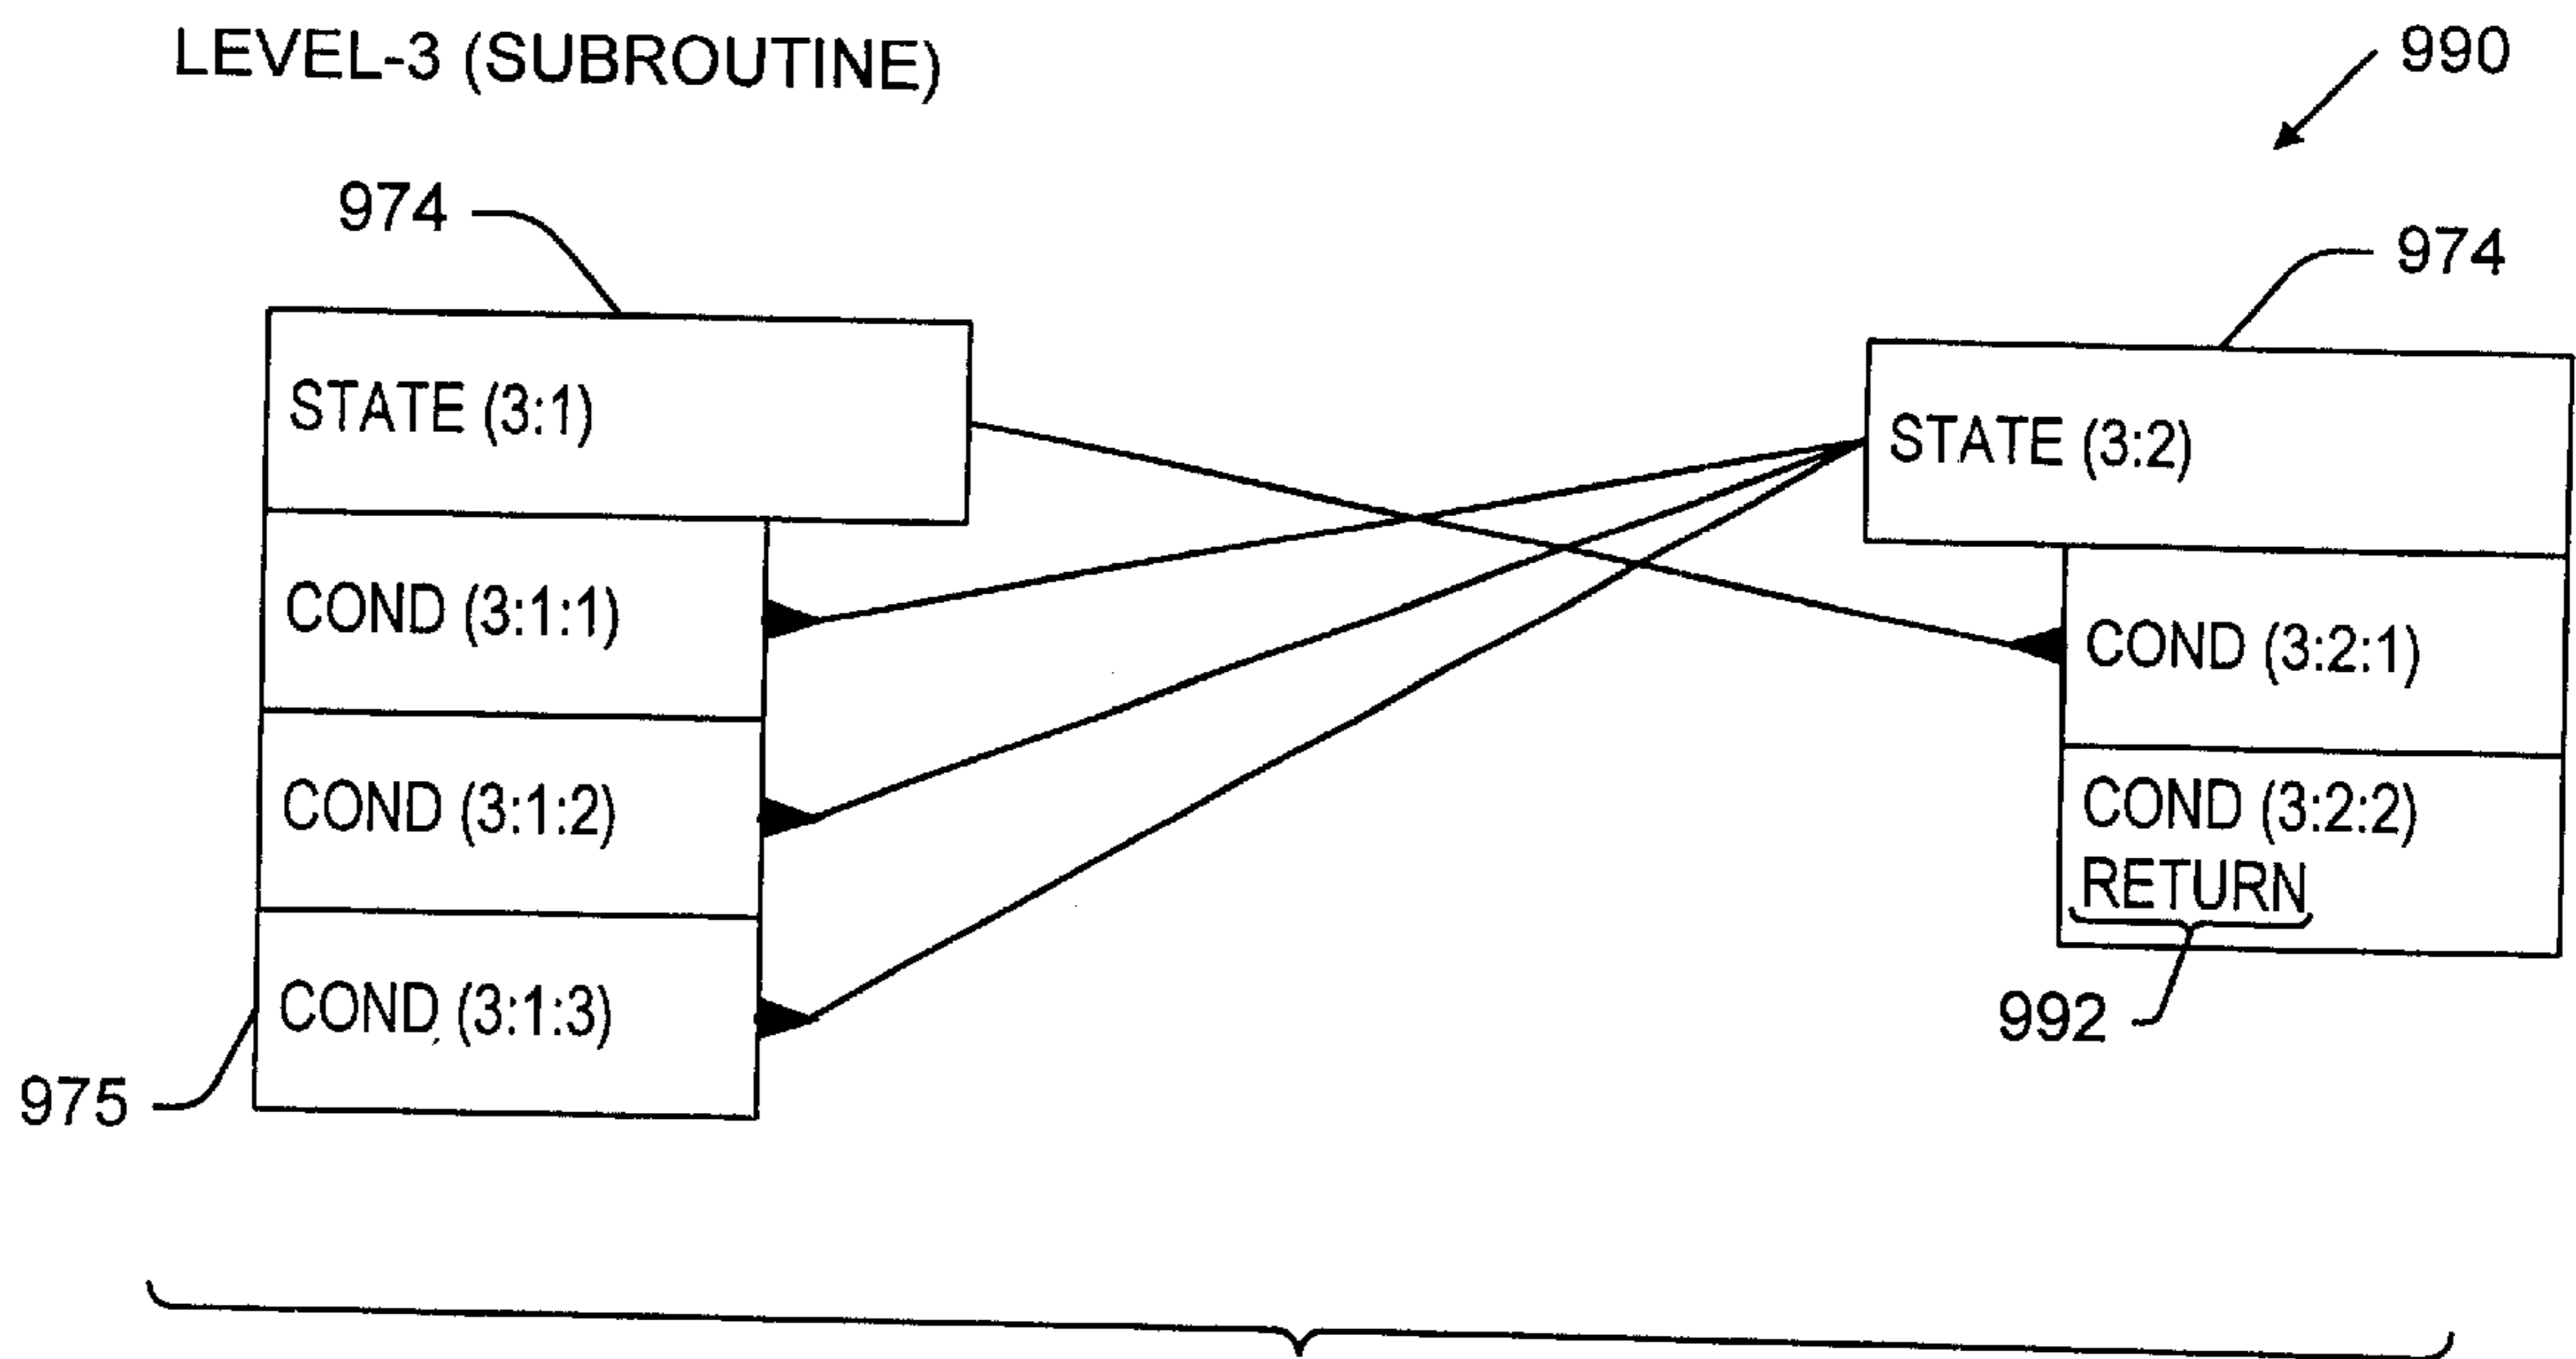 LEVEL-3 (SUBROUTINE)
990
974
974
STATE (3:1)
COND (3:1:1)
COND (3:1:2)
COND (3:1:3)
975
STATE (3:2)
COND (3:2:1)
COND (3:2:2)
RETURN
992